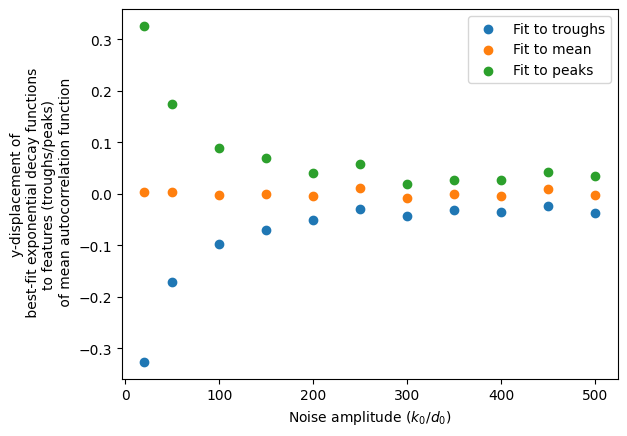 Fit to troughs
Fit to mean
Fit to peaks
0.3
0.2
0.1
0.0
−0.1
−0.2
−0.3
y-displacement of
best-fit exponential decay functions
to features (troughs/peaks)
of mean autocorrelation function
0
100
200
300
400
500
Noise amplitude (k₀/d₀)